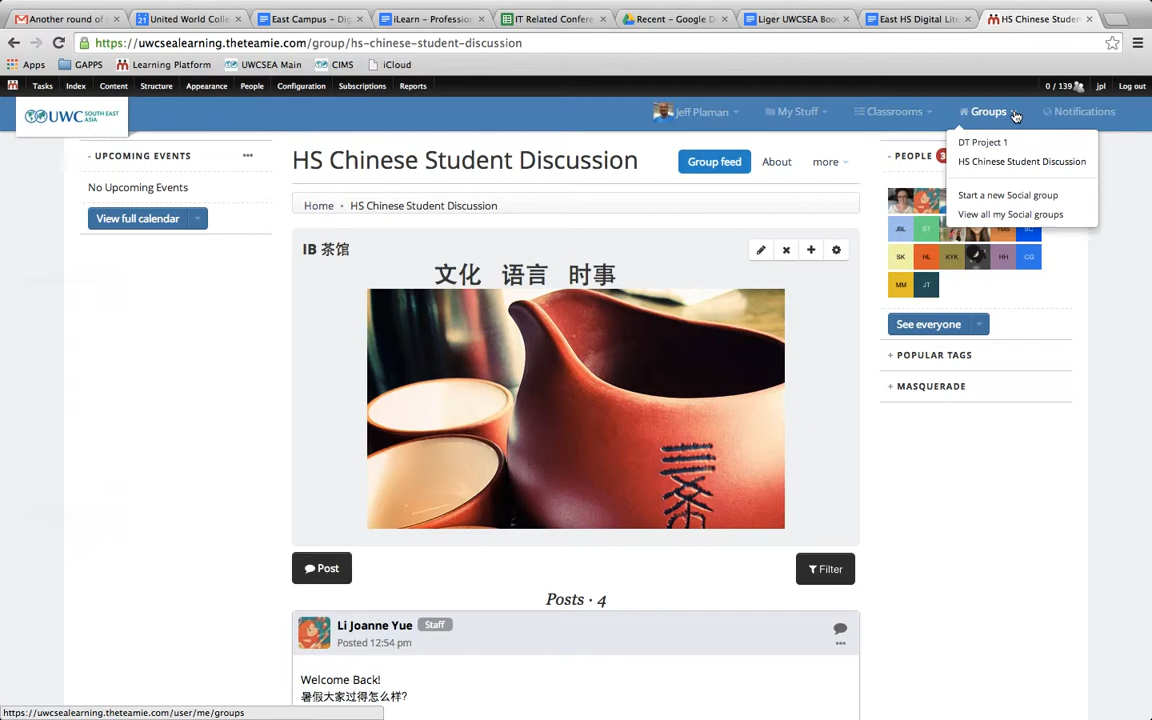 Another round of
United World Colle
East Campus – Dig
iLearn – Profession
IT Related Confere
Recent – Google D
Liger UWCSEA Boo
East HS Digital Lite
HS Chinese Studen
https://uwcsealearning.theteamie.com/group/hs-chinese-student-discussion
Apps GAPPS Learning Platform UWCSEA Main CIMS iCloud
Tasks Index Content Structure Appearance People Configuration Subscriptions Reports 0 / 139 jpl Log out
UWC SOUTH EAST ASIA
Jeff Plaman My Stuff Classrooms Groups Notifications
DT Project 1
HS Chinese Student Discussion
Start a new Social group
View all my Social groups
- UPCOMING EVENTS
No Upcoming Events
View full calendar
HS Chinese Student Discussion
Group feed About more
Home • HS Chinese Student Discussion
IB 茶馆
文化 语言 时事
Post
Filter
Posts · 4
Li Joanne Yue Staff
Posted 12:54 pm
Welcome Back!
暑假大家过得怎么样?
- PEOPLE 3
JBL ST YMS SC
SK HL KYK HH CG
MM JT
See everyone
+ POPULAR TAGS
+ MASQUERADE
https://uwcsealearning.theteamie.com/user/me/groups